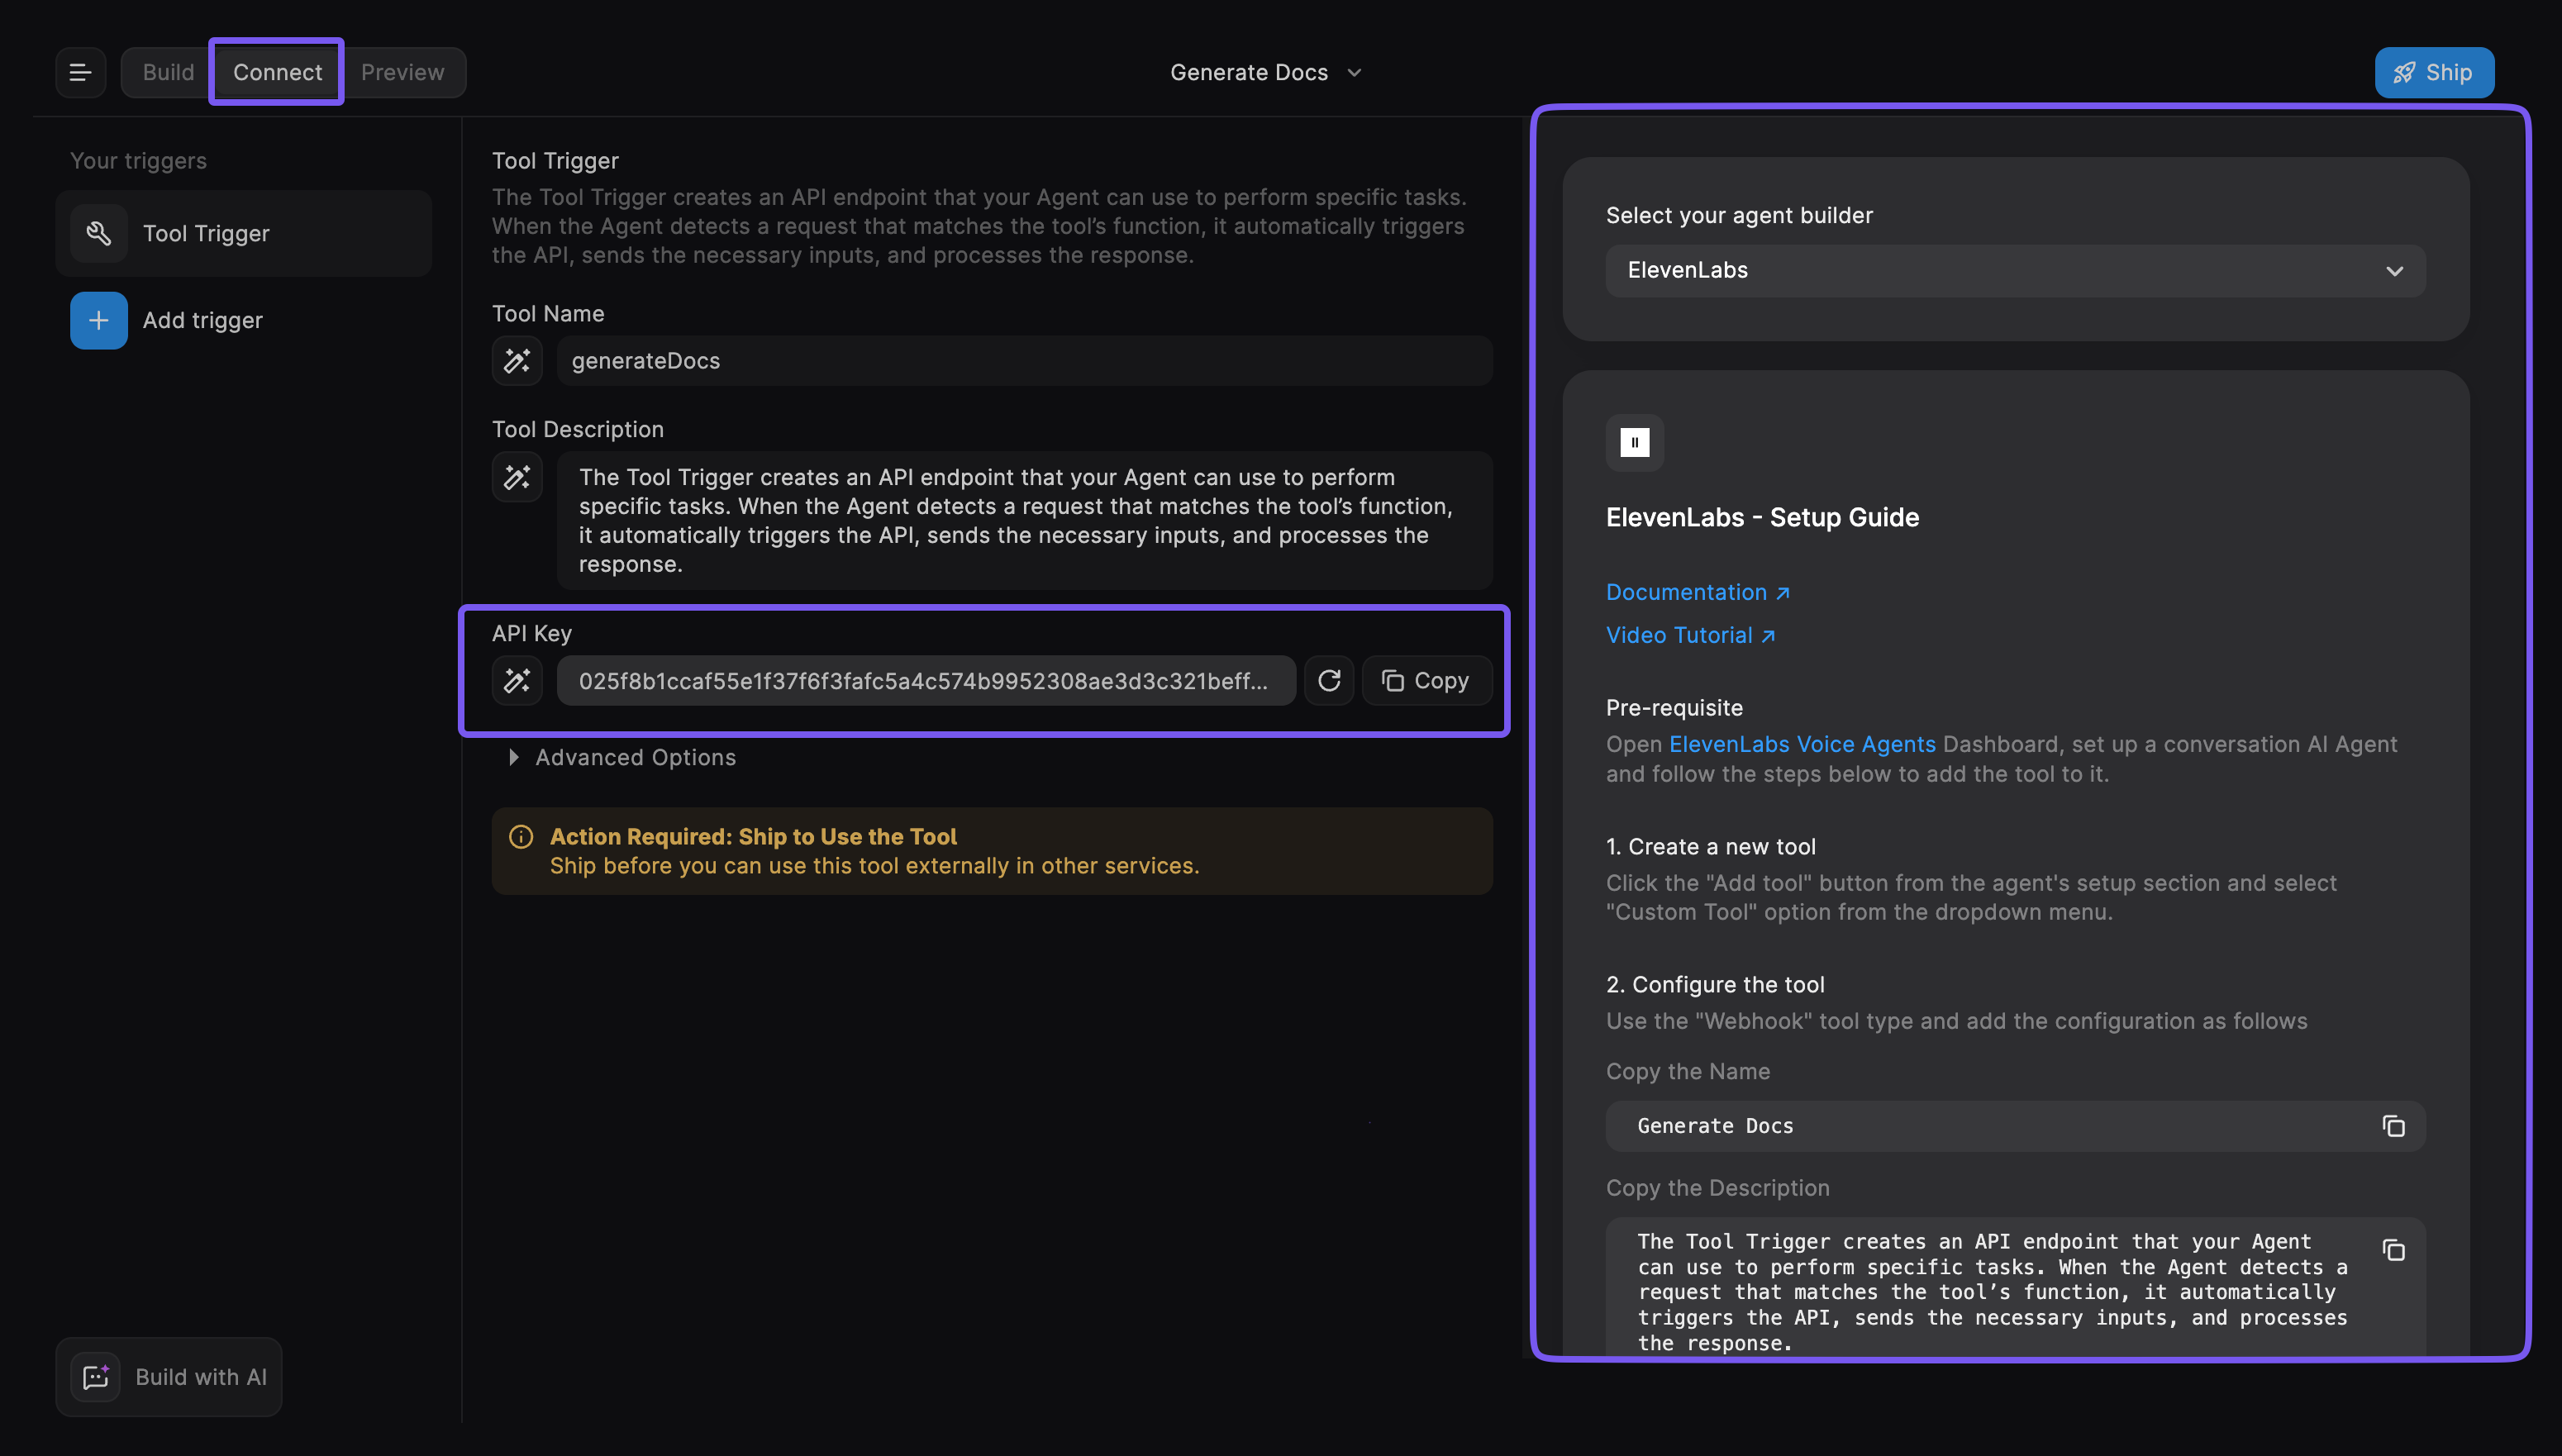 Build
Connect
Preview
Generate Docs
Ship
Your triggers
Tool Trigger
Add trigger
Build with AI
Tool Trigger
The Tool Trigger creates an API endpoint that your Agent can use to perform specific tasks.
When the Agent detects a request that matches the tool’s function, it automatically triggers
the API, sends the necessary inputs, and processes the response.
Tool Name
generateDocs
Tool Description
The Tool Trigger creates an API endpoint that your Agent can use to perform
specific tasks. When the Agent detects a request that matches the tool’s function,
it automatically triggers the API, sends the necessary inputs, and processes the
response.
API Key
025f8b1ccaf55e1f37f6f3fafc5a4c574b9952308ae3d3c321beff...
Copy
Advanced Options
Action Required: Ship to Use the Tool
Ship before you can use this tool externally in other services.
Select your agent builder
ElevenLabs
ElevenLabs - Setup Guide
Documentation ↗
Video Tutorial ↗
Pre-requisite
Open ElevenLabs Voice Agents Dashboard, set up a conversation AI Agent
and follow the steps below to add the tool to it.
1. Create a new tool
Click the "Add tool" button from the agent's setup section and select
"Custom Tool" option from the dropdown menu.
2. Configure the tool
Use the "Webhook" tool type and add the configuration as follows
Copy the Name
Generate Docs
Copy the Description
The Tool Trigger creates an API endpoint that your Agent
can use to perform specific tasks. When the Agent detects a
request that matches the tool’s function, it automatically
triggers the API, sends the necessary inputs, and processes
the response.